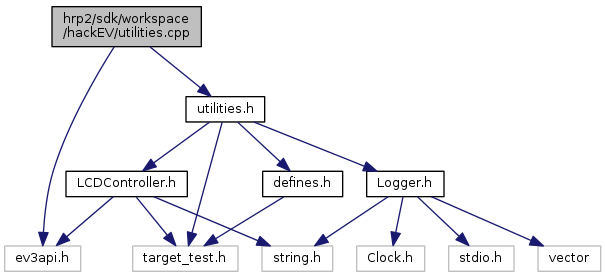 hrp2/sdk/workspace
/hackEV/utilities.cpp
utilities.h
LCDController.h
defines.h
Logger.h
ev3api.h
target_test.h
string.h
Clock.h
stdio.h
vector